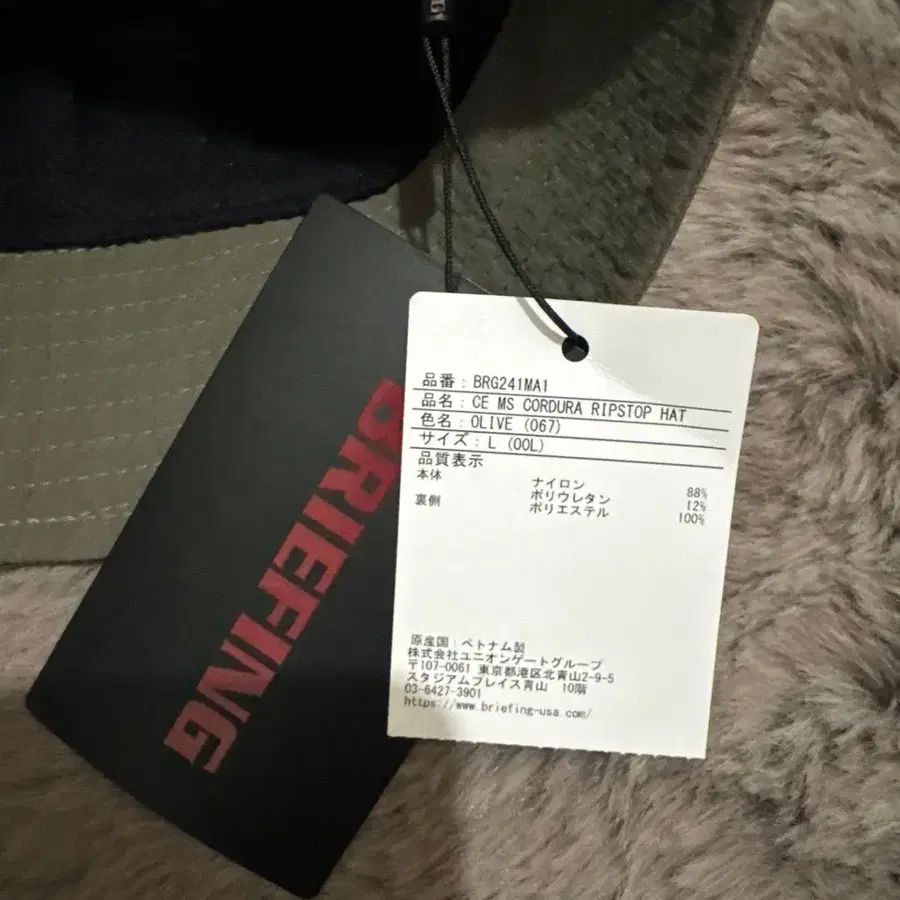 BRIEFING
品番：BRG241MA1
品名：CE MS CORDURA RIPSTOP HAT
色名：OLIVE (067)
サイズ：L (00L)
品質表示
本体 ナイロン 88%
ポリウレタン 12%
裏側 ポリエステル 100%
原産国：ベトナム製
株式会社ユニオンゲートグループ
〒107-0061 東京都港区北青山2-9-5
スタジアムプレイス青山 10階
03-6427-3901
https://www.briefing-usa.com/